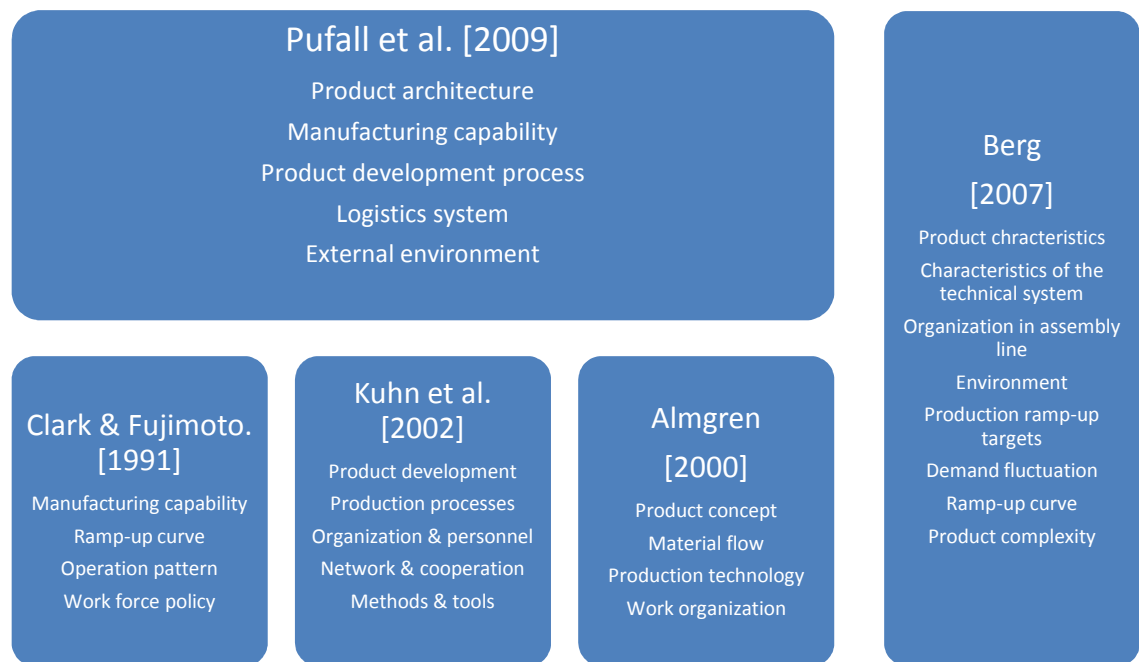 Pufall et al. [2009]
Product architecture
Manufacturing capability
Product development process
Logistics system
External environment
Clark & Fujimoto.
[1991]
Manufacturing capability
Ramp-up curve
Operation pattern
Work force policy
Kuhn et al.
[2002]
Product development
Production processes
Organization & personnel
Network & cooperation
Methods & tools
Almgren
[2000]
Product concept
Material flow
Production technology
Work organization
Berg
[2007]
Product chracteristics
Characteristics of the
technical system
Organization in assembly
line
Environment
Production ramp-up
targets
Demand fluctuation
Ramp-up curve
Product complexity